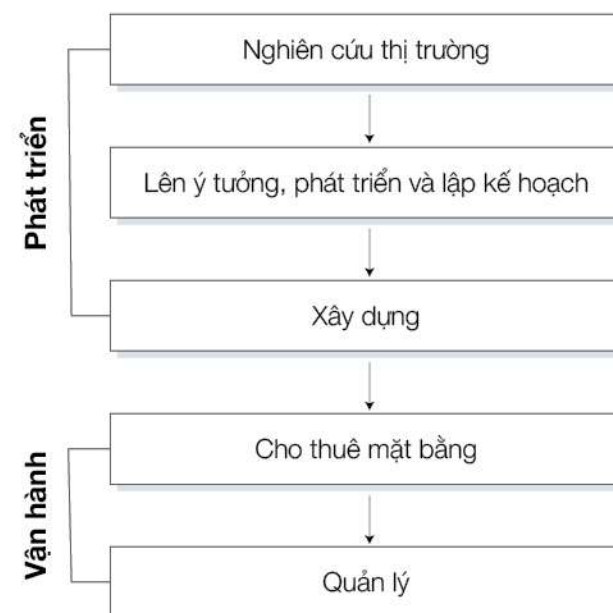 Nghiên cứu thị trường
Lên ý tưởng, phát triển và lập kế hoạch
Xây dựng
Phát triển
Cho thuê mặt bằng
Quản lý
Vận hành